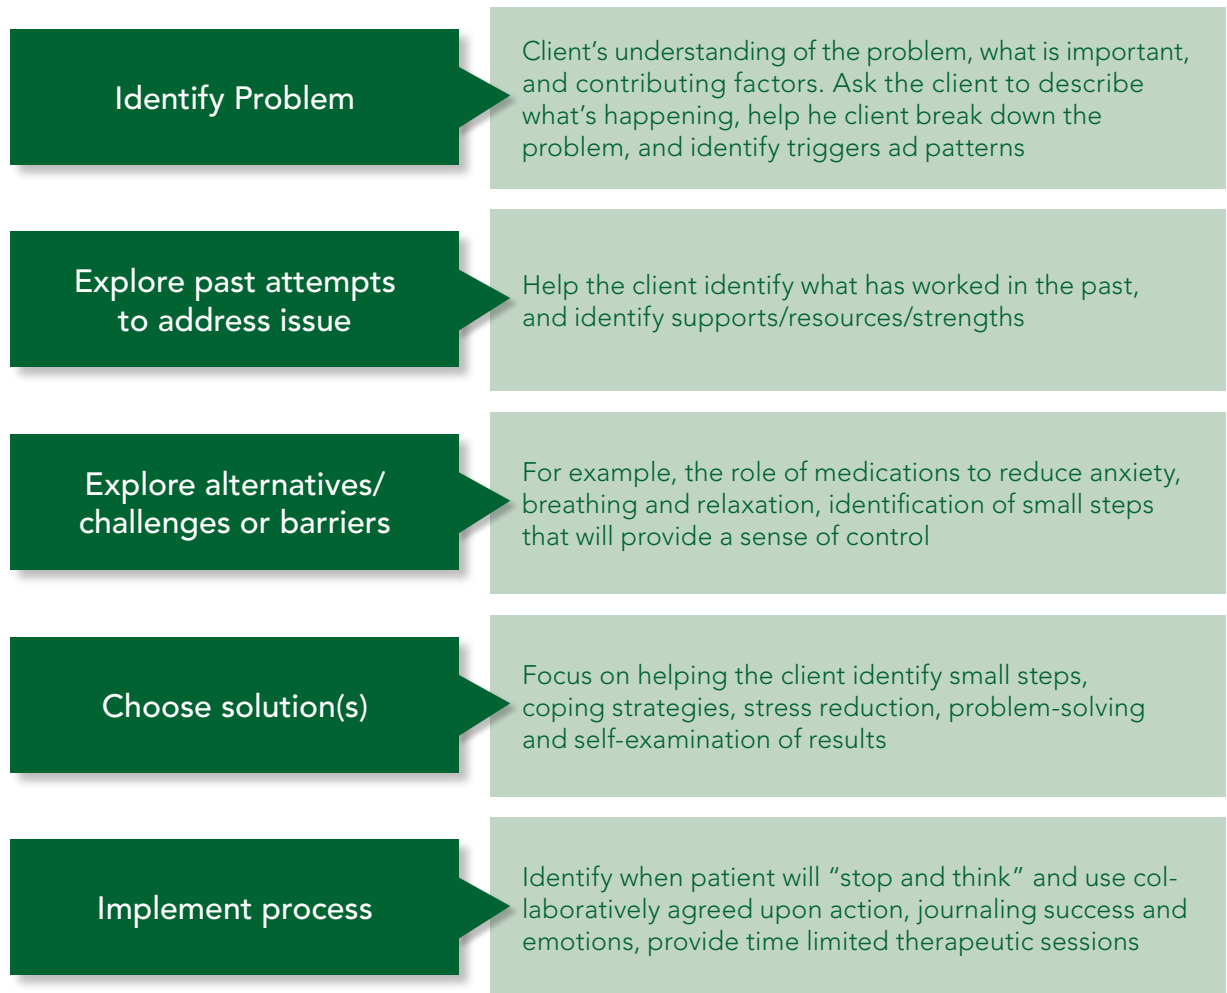 Identify Problem
Client’s understanding of the problem, what is important,
and contributing factors. Ask the client to describe
what’s happening, help he client break down the
problem, and identify triggers ad patterns
Explore past attempts
to address issue
Help the client identify what has worked in the past,
and identify supports/resources/strengths
Explore alternatives/
challenges or barriers
For example, the role of medications to reduce anxiety,
breathing and relaxation, identification of small steps
that will provide a sense of control
Choose solution(s)
Focus on helping the client identify small steps,
coping strategies, stress reduction, problem-solving
and self-examination of results
Implement process
Identify when patient will “stop and think” and use col-
laboratively agreed upon action, journaling success and
emotions, provide time limited therapeutic sessions